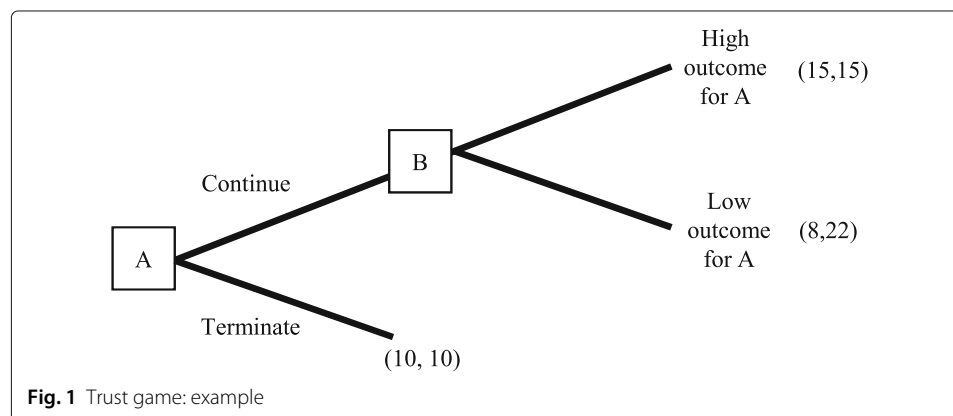 High
outcome
for A
(15,15)
B
Continue
Low
outcome
for A
(8,22)
A
Terminate
(10, 10)
Fig. 1 Trust game: example